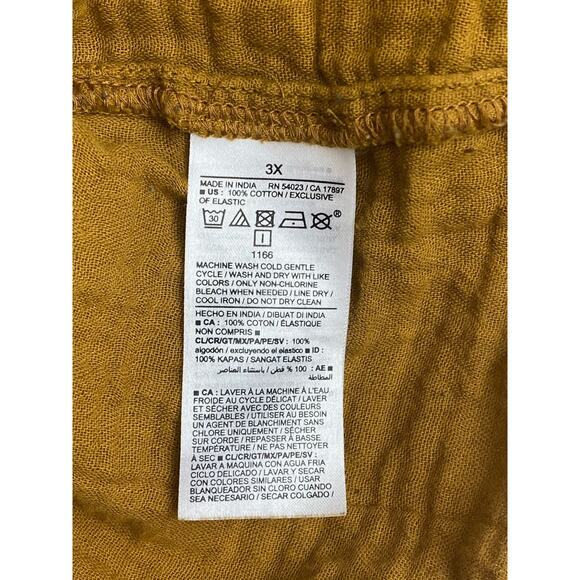 3X
MADE IN INDIA RN 54023 / CA 17897
■ US : 100% COTTON / EXCLUSIVE
OF ELASTIC
30 ®
1166
MACHINE WASH COLD GENTLE
CYCLE / WASH AND DRY WITH LIKE
COLORS / ONLY NON-CHLORINE
BLEACH WHEN NEEDED / LINE DRY /
COOL IRON / DO NOT DRY CLEAN
HECHO EN INDIA / DIBUAT DI INDIA
■ CA : 100% COTON / ÉLASTIQUE
NON COMPRIS ■
CL/CR/GT/MX/PA/PE/SV : 100%
algodón / excluyendo el elastico ■ ID :
100% KAPAS / SANGAT ELASTIS
■ AE : 100 % قطن / باستثناء العناصر
المطاطة
■ CA : LAVER À LA MACHINE À L'EAU
FROIDE AU CYCLE DÉLICAT / LAVER
ET SÉCHER AVEC DES COULEURS
SEMBLABLES / UTILISER AU BESOIN
UN AGENT DE BLANCHIMENT SANS
CHLORE UNIQUEMENT / SÉCHER
SUR CORDE / REPASSER À BASSE
TEMPÉRATURE / NE PAS NETTOYER
À SEC ■ CL/CR/GT/MX/PA/PE/SV :
LAVAR A MAQUINA CON AGUA FRIA
CICLO DELICADO / LAVAR Y SECAR
CON COLORES SIMILARES / USAR
BLANQUEADOR SIN CLORO CUANDO
SEA NECESARIO / SECAR COLGADO /